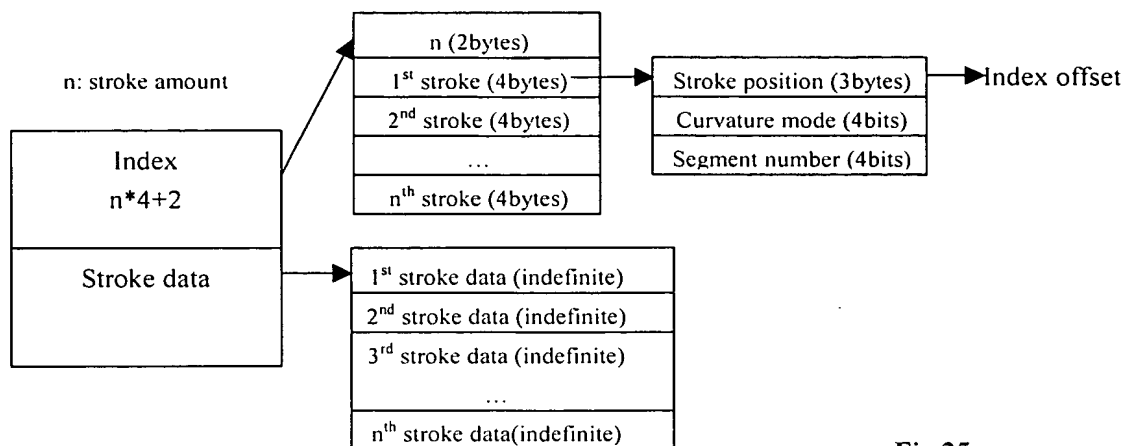 n: stroke amount
Index
n*4+2
Stroke data
n (2bytes)
1st stroke (4bytes)
2nd stroke (4bytes)
...
nth stroke (4bytes)
Stroke position (3bytes)
Curvature mode (4bits)
Segment number (4bits)
Index offset
1st stroke data (indefinite)
2nd stroke data (indefinite)
3rd stroke data (indefinite)
...
nth stroke data(indefinite)